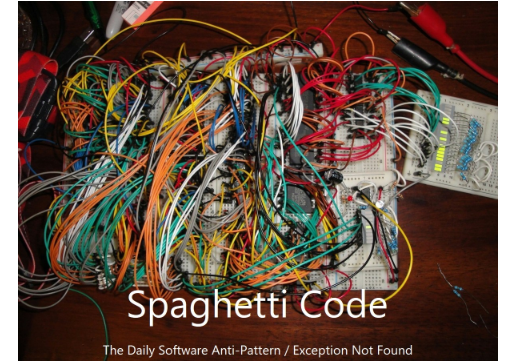 Spaghetti Code
The Daily Software Anti-Pattern / Exception Not Found